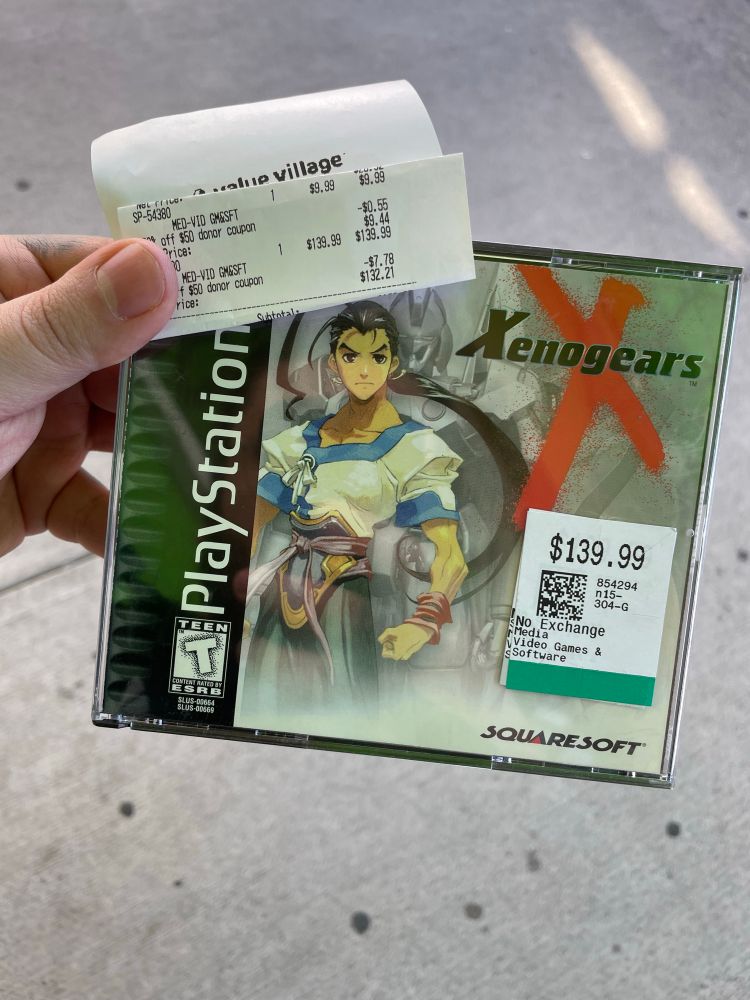 value village
Net Price: $9.99
SP-54380 1 $9.99
MED-VID GM&SFT
off $50 donor coupon -$0.55
Price: $9.44
1 $139.99 $139.99
MED-VID GM&SFT
f $50 donor coupon -$7.78
rice: $132.21
Subtotal:
PlayStation
Xenogears
TM
$139.99
854294
n15-
304-G
No Exchange
Media
Video Games &
Software
TEEN
T
CONTENT RATED BY
ESRB
SLUS-00664
SLUS-00669
SQUARESOFT